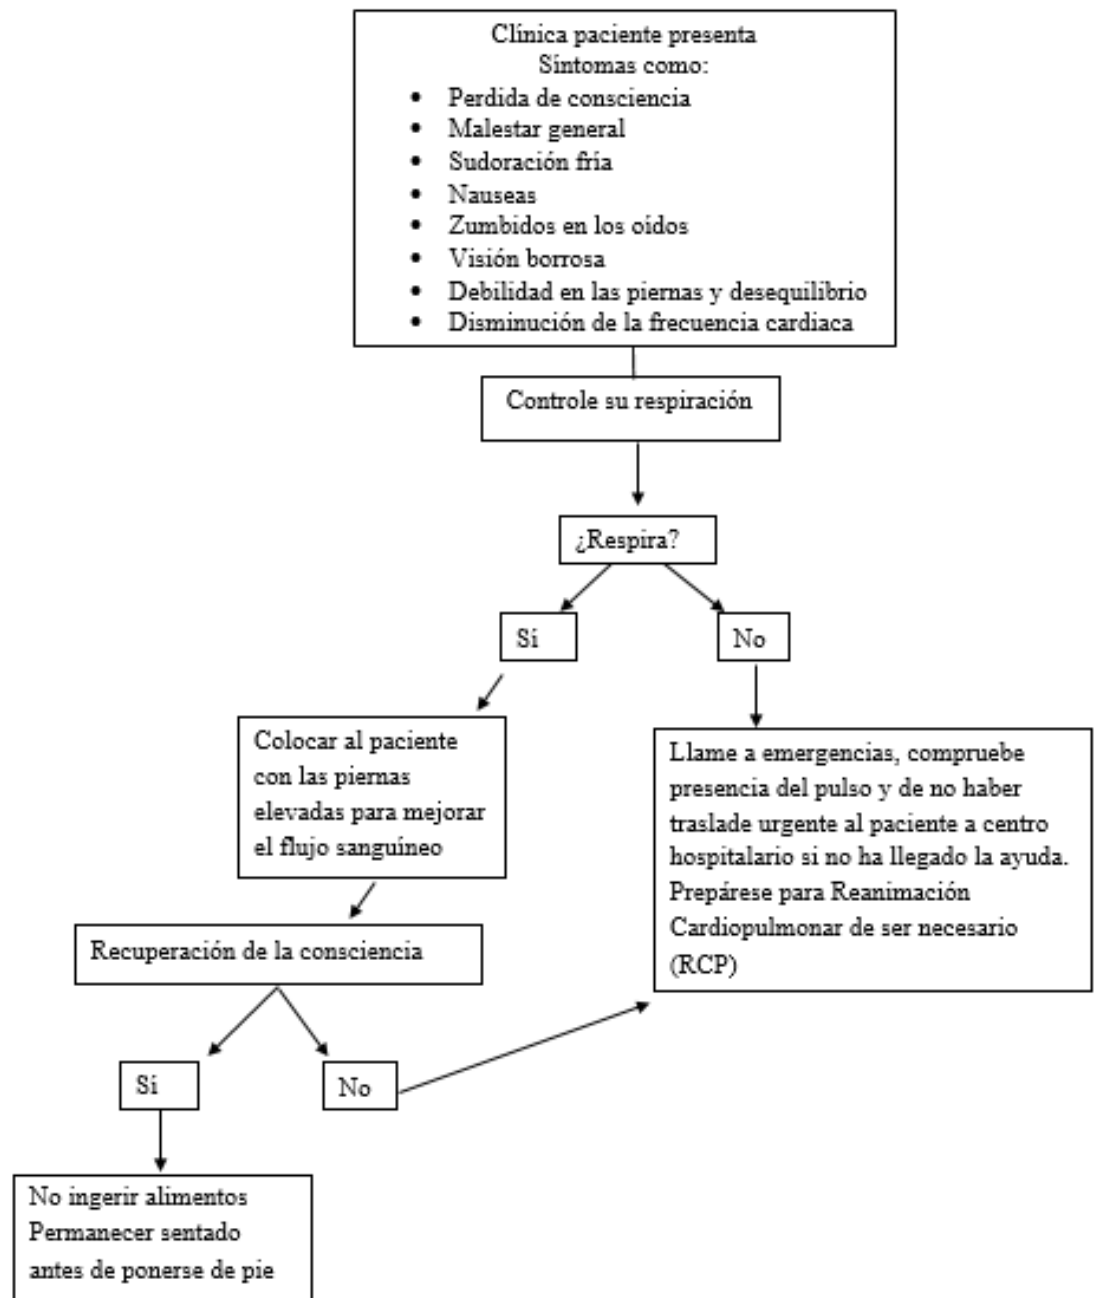 Clínica paciente presenta
Síntomas como:
• Perdida de consciencia
• Malestar general
• Sudoración fría
• Nauseas
• Zumbidos en los oídos
• Visión borrosa
• Debilidad en las piernas y desequilibrio
• Disminución de la frecuencia cardiaca
Controle su respiración
¿Respira?
Sí
No
Colocar al paciente
con las piernas
elevadas para mejorar
el flujo sanguíneo
Llame a emergencias, compruebe
presencia del pulso y de no haber
traslade urgente al paciente a centro
hospitalario si no ha llegado la ayuda.
Prepárese para Reanimación
Cardiopulmonar de ser necesario
(RCP)
Recuperación de la consciencia
Sí
No
No ingerir alimentos
Permanecer sentado
antes de ponerse de pie